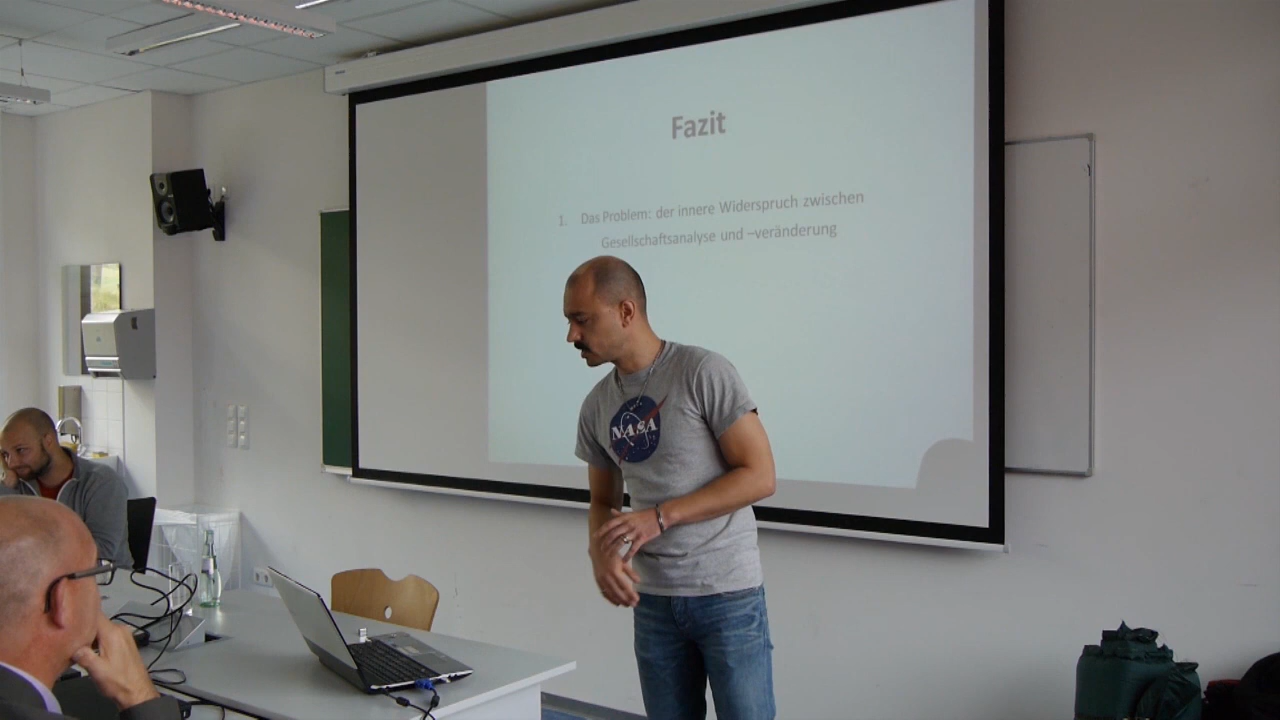 Fazit
1. Das Problem: der innere Widerspruch zwischen
Gesellschaftsanalyse und –veränderung
NASA